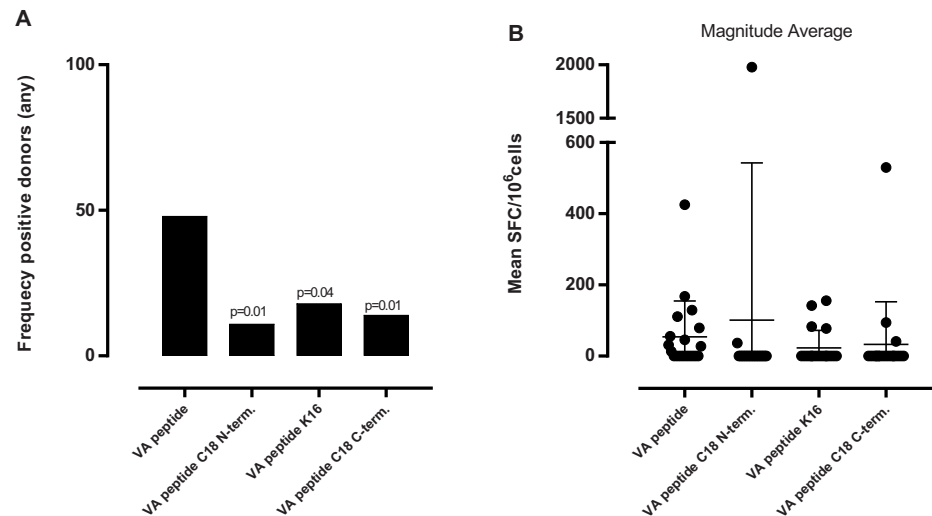 A
Frequecy positive donors (any)
100
50
0
p=0.01
p=0.04
p=0.01
VA peptide
VA peptide C18 N-term.
VA peptide K16
VA peptide C18 C-term.
B
Magnitude Average
Mean SFC/10⁶cells
2000
1500
600
400
200
0
VA peptide
VA peptide C18 N-term.
VA peptide K16
VA peptide C18 C-term.